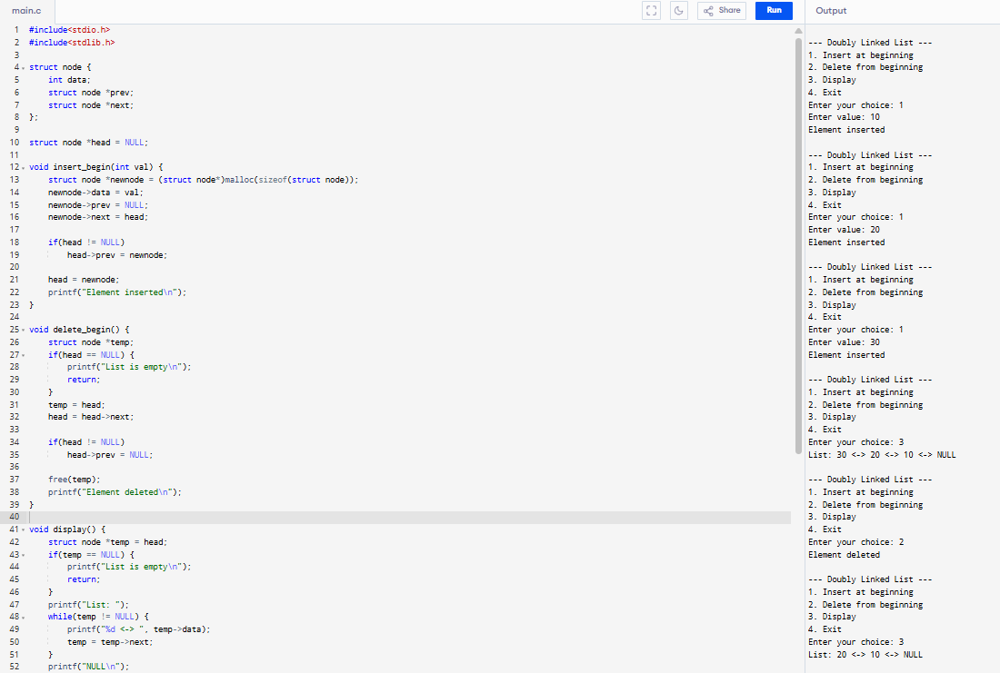 main.c
Share
Run
Output
1 #include<stdio.h>
2 #include<stdlib.h>
3
4 struct node {
5     int data;
6     struct node *prev;
7     struct node *next;
8 };
9
10 struct node *head = NULL;
11
12 void insert_begin(int val) {
13     struct node *newnode = (struct node*)malloc(sizeof(struct node));
14     newnode->data = val;
15     newnode->prev = NULL;
16     newnode->next = head;
17
18     if(head != NULL)
19         head->prev = newnode;
20
21     head = newnode;
22     printf("Element inserted\n");
23 }
24
25 void delete_begin() {
26     struct node *temp;
27     if(head == NULL) {
28         printf("List is empty\n");
29         return;
30     }
31     temp = head;
32     head = head->next;
33
34     if(head != NULL)
35         head->prev = NULL;
36
37     free(temp);
38     printf("Element deleted\n");
39 }
40
41 void display() {
42     struct node *temp = head;
43     if(temp == NULL) {
44         printf("List is empty\n");
45         return;
46     }
47     printf("List: ");
48     while(temp != NULL) {
49         printf("%d <-> ", temp->data);
50         temp = temp->next;
51     }
52     printf("NULL\n");
--- Doubly Linked List ---
1. Insert at beginning
2. Delete from beginning
3. Display
4. Exit
Enter your choice: 1
Enter value: 10
Element inserted
--- Doubly Linked List ---
1. Insert at beginning
2. Delete from beginning
3. Display
4. Exit
Enter your choice: 1
Enter value: 20
Element inserted
--- Doubly Linked List ---
1. Insert at beginning
2. Delete from beginning
3. Display
4. Exit
Enter your choice: 1
Enter value: 30
Element inserted
--- Doubly Linked List ---
1. Insert at beginning
2. Delete from beginning
3. Display
4. Exit
Enter your choice: 3
List: 30 <-> 20 <-> 10 <-> NULL
--- Doubly Linked List ---
1. Insert at beginning
2. Delete from beginning
3. Display
4. Exit
Enter your choice: 2
Element deleted
--- Doubly Linked List ---
1. Insert at beginning
2. Delete from beginning
3. Display
4. Exit
Enter your choice: 3
List: 20 <-> 10 <-> NULL